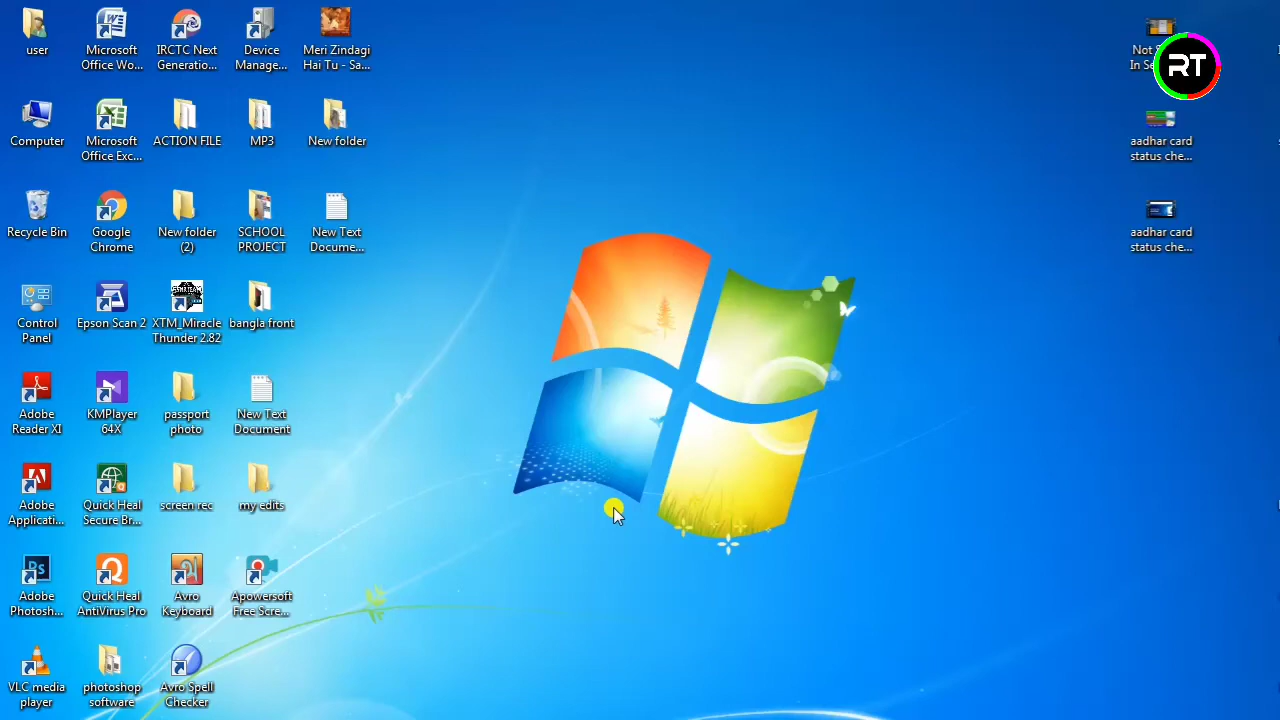 user
Microsoft
Office Wo...
IRCTC Next
Generatio...
Device
Manage...
Meri Zindagi
Hai Tu - Sa...
Not
In Se
RT
Computer
Microsoft
Office Exc...
ACTION FILE
MP3
New folder
aadhar card
status che...
Recycle Bin
Google
Chrome
New folder
(2)
SCHOOL
PROJECT
New Text
Docume...
aadhar card
status che...
Control
Panel
Epson Scan 2
XTM_Miracle
Thunder 2.82
bangla front
Adobe
Reader XI
KMPlayer
64X
passport
photo
New Text
Document
Adobe
Applicati...
Quick Heal
Secure Br...
screen rec
my edits
Adobe
Photosh...
Quick Heal
AntiVirus Pro
Avro
Keyboard
Apowersoft
Free Scre...
VLC media
player
photoshop
software
Avro Spell
Checker